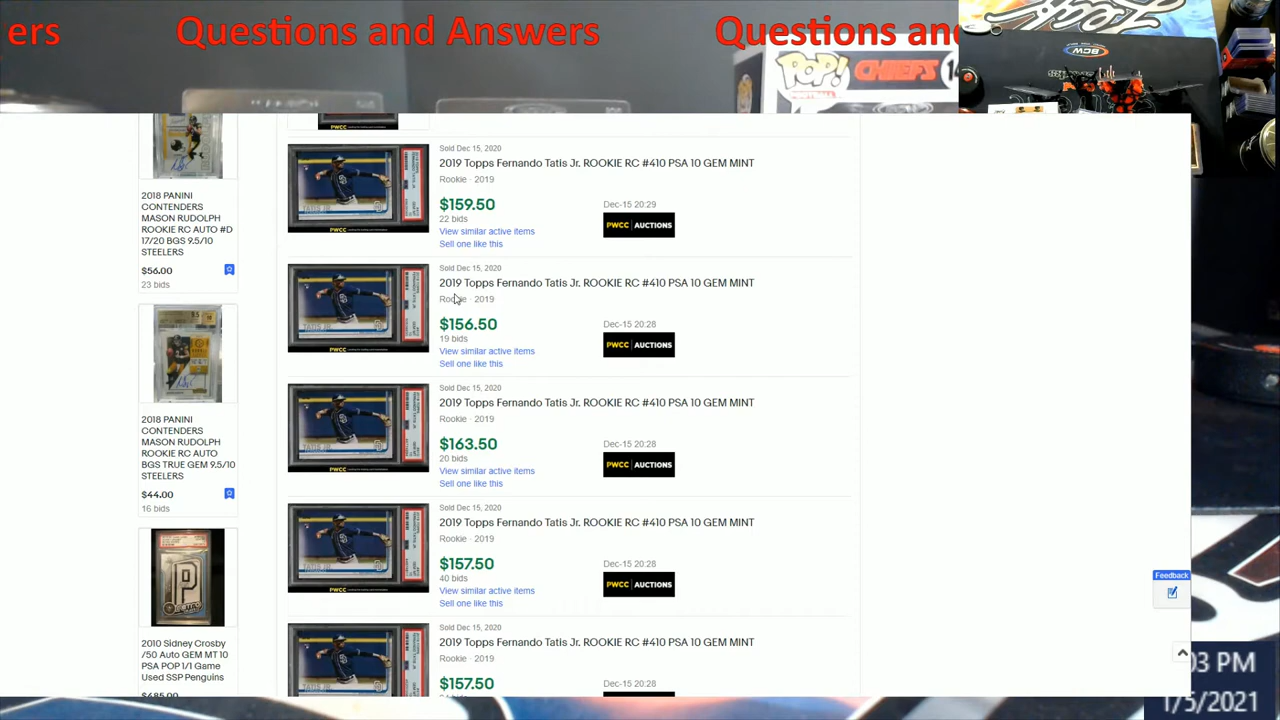 ers Questions and Answers Questions an
POP! CHIEFS
BCW
2018 PANINI
CONTENDERS
MASON RUDOLPH
ROOKIE RC AUTO #D
17/20 BGS 9.5/10
STEELERS
$56.00
23 bids
2018 PANINI
CONTENDERS
MASON RUDOLPH
ROOKIE RC AUTO
BGS TRUE GEM 9.5/10
STEELERS
$44.00
16 bids
2010 Sidney Crosby
/50 Auto GEM MT 10
PSA POP 1/1 Game
Used SSP Penguins
$485.00
Sold Dec 15, 2020
2019 Topps Fernando Tatis Jr. ROOKIE RC #410 PSA 10 GEM MINT
Rookie · 2019
$159.50 Dec-15 20:29
22 bids
PWCC AUCTIONS
View similar active items
Sell one like this
Sold Dec 15, 2020
2019 Topps Fernando Tatis Jr. ROOKIE RC #410 PSA 10 GEM MINT
Rookie · 2019
$156.50 Dec-15 20:28
19 bids
PWCC AUCTIONS
View similar active items
Sell one like this
Sold Dec 15, 2020
2019 Topps Fernando Tatis Jr. ROOKIE RC #410 PSA 10 GEM MINT
Rookie · 2019
$163.50 Dec-15 20:28
20 bids
PWCC AUCTIONS
View similar active items
Sell one like this
Sold Dec 15, 2020
2019 Topps Fernando Tatis Jr. ROOKIE RC #410 PSA 10 GEM MINT
Rookie · 2019
$157.50 Dec-15 20:28
40 bids
PWCC AUCTIONS
View similar active items
Sell one like this
Sold Dec 15, 2020
2019 Topps Fernando Tatis Jr. ROOKIE RC #410 PSA 10 GEM MINT
Rookie · 2019
$157.50 Dec-15 20:28
Feedback
03 PM
1/5/2021